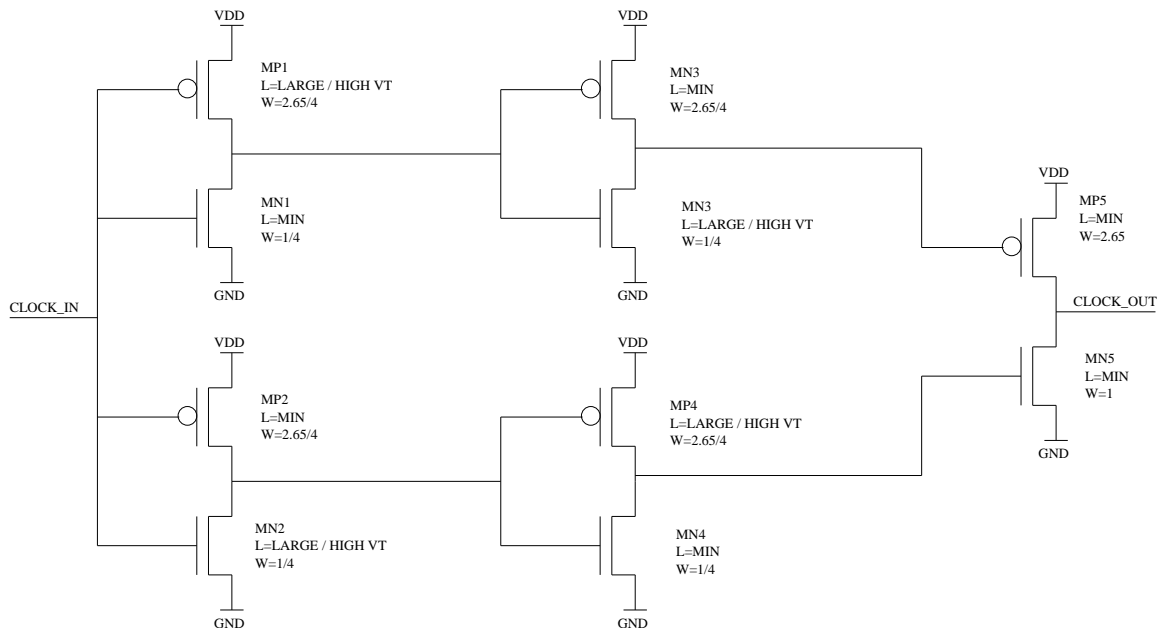 VDD
VDD
MP1
L=LARGE / HIGH VT
W=2.65/4
MN3
L=MIN
W=2.65/4
VDD
MN1
L=MIN
W=1/4
MN3
L=LARGE / HIGH VT
W=1/4
MP5
L=MIN
W=2.65
GND
GND
CLOCK_IN
CLOCK_OUT
VDD
VDD
MP2
L=MIN
W=2.65/4
MP4
L=LARGE / HIGH VT
W=2.65/4
MN5
L=MIN
W=1
GND
MN2
L=LARGE / HIGH VT
W=1/4
MN4
L=MIN
W=1/4
GND
GND